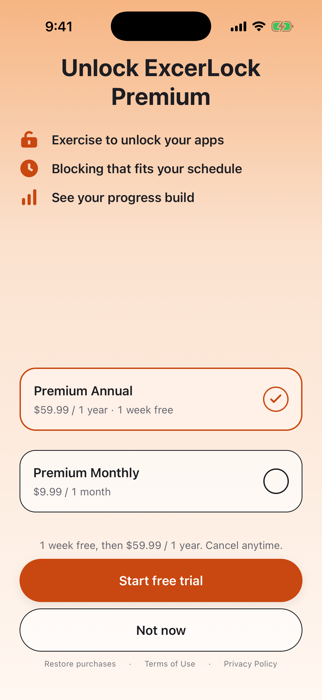 9:41
Unlock ExcerLock
Premium
Exercise to unlock your apps
Blocking that fits your schedule
See your progress build
Premium Annual
$59.99 / 1 year · 1 week free
Premium Monthly
$9.99 / 1 month
1 week free, then $59.99 / 1 year. Cancel anytime.
Start free trial
Not now
Restore purchases · Terms of Use · Privacy Policy